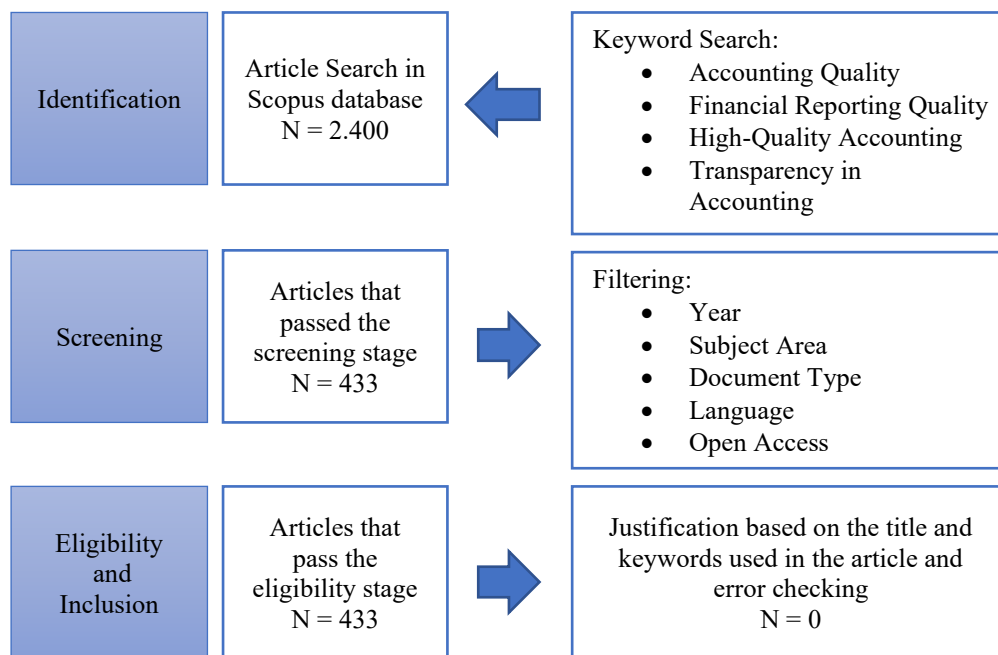 Identification
Article Search in
Scopus database
N = 2.400
Keyword Search:
• Accounting Quality
• Financial Reporting Quality
• High-Quality Accounting
• Transparency in
Accounting
Screening
Articles that
passed the
screening stage
N = 433
Filtering:
• Year
• Subject Area
• Document Type
• Language
• Open Access
Eligibility
and
Inclusion
Articles that
pass the
eligibility stage
N = 433
Justification based on the title and
keywords used in the article and
error checking
N = 0